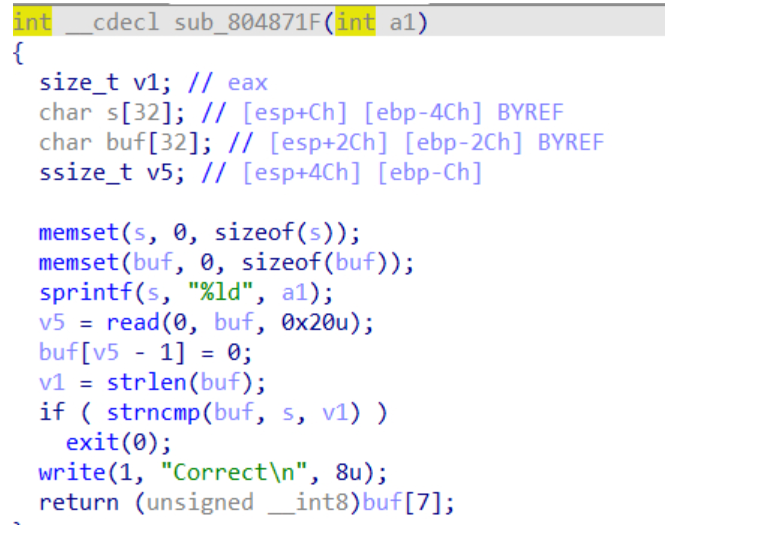 int __cdecl sub_804871F(int a1)
{
  size_t v1; // eax
  char s[32]; // [esp+Ch] [ebp-4Ch] BYREF
  char buf[32]; // [esp+2Ch] [ebp-2Ch] BYREF
  ssize_t v5; // [esp+4Ch] [ebp-Ch]

  memset(s, 0, sizeof(s));
  memset(buf, 0, sizeof(buf));
  sprintf(s, "%ld", a1);
  v5 = read(0, buf, 0x20u);
  buf[v5 - 1] = 0;
  v1 = strlen(buf);
  if ( strncmp(buf, s, v1) )
    exit(0);
  write(1, "Correct\n", 8u);
  return (unsigned __int8)buf[7];